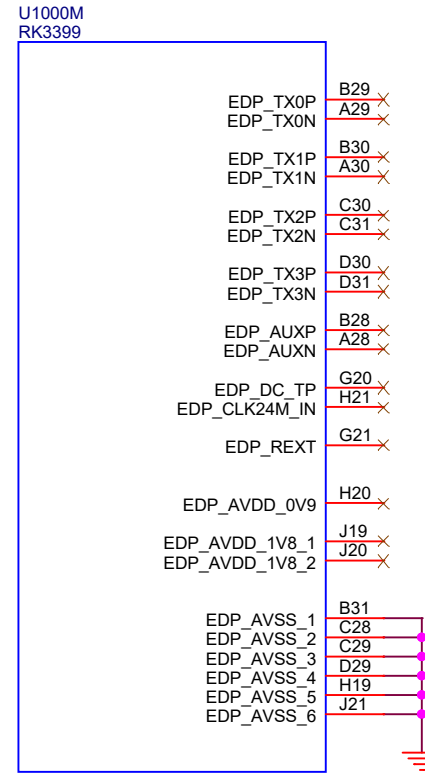 U1000M
RK3399
EDP_TX0P B29
EDP_TX0N A29
EDP_TX1P B30
EDP_TX1N A30
EDP_TX2P C30
EDP_TX2N C31
EDP_TX3P D30
EDP_TX3N D31
EDP_AUXP B28
EDP_AUXN A28
EDP_DC_TP G20
EDP_CLK24M_IN H21
EDP_REXT G21
EDP_AVDD_0V9 H20
EDP_AVDD_1V8_1 J19
EDP_AVDD_1V8_2 J20
EDP_AVSS_1 B31
EDP_AVSS_2 C28
EDP_AVSS_3 C29
EDP_AVSS_4 D29
EDP_AVSS_5 H19
EDP_AVSS_6 J21